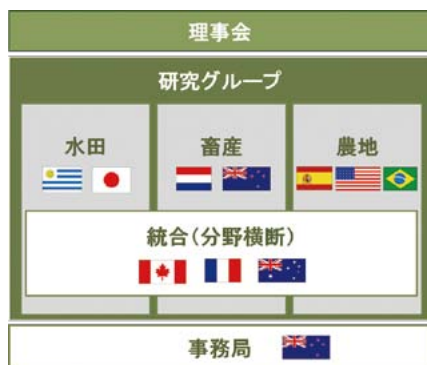 理事会
研究グループ
水田 畜産 農地
統合(分野横断)
事務局